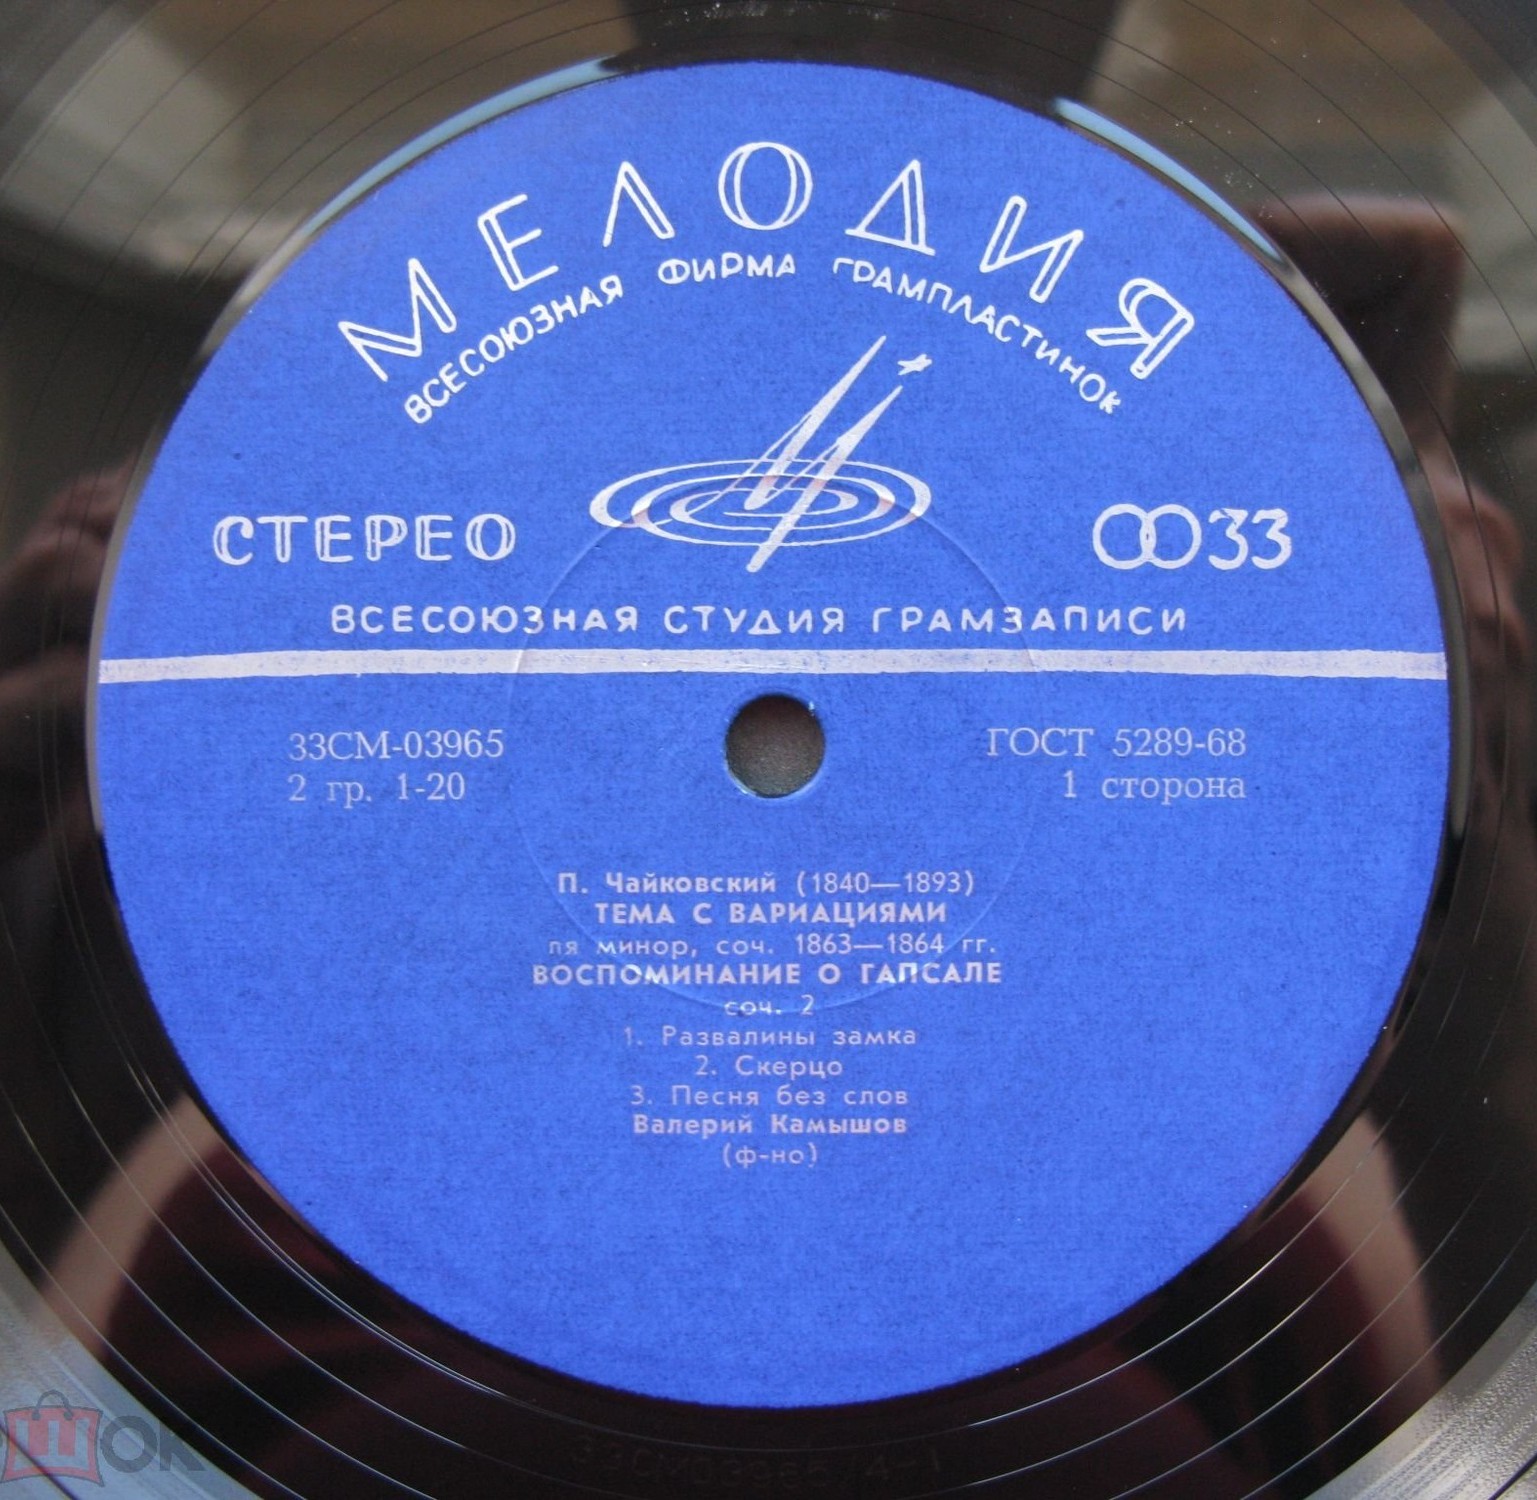 МЕЛОДИЯ
ВСЕСОЮЗНАЯ ФИРМА ГРАМПЛАСТИНОК
СТЕРЕО
33
ВСЕСОЮЗНАЯ СТУДИЯ ГРАМЗАПИСИ
33СМ-03965
2 гр. 1-20
ГОСТ 5289-68
1 сторона
П. Чайковский (1840—1893)
ТЕМА С ВАРИАЦИЯМИ
ля минор, соч. 1863—1864 гг.
ВОСПОМИНАНИЕ О ГАПСАЛЕ
соч. 2
1. Развалины замка
2. Скерцо
3. Песня без слов
Валерий Камышов
(ф-но)